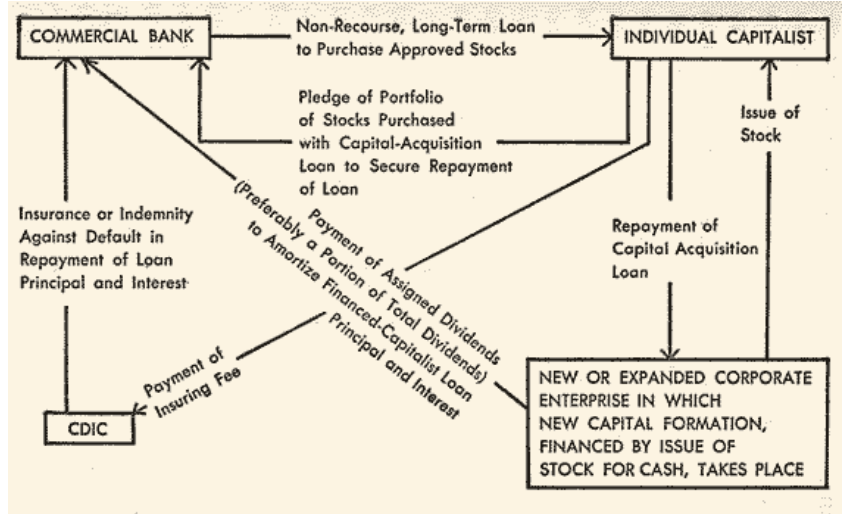 COMMERCIAL BANK
Non-Recourse, Long-Term Loan
to Purchase Approved Stocks
INDIVIDUAL CAPITALIST
Pledge of Portfolio
of Stocks Purchased
with Capital-Acquisition
Loan to Secure Repayment
of Loan
Issue of
Stock
Insurance or Indemnity
Against Default in
Repayment of Loan
Principal and Interest
Payment of Assigned Dividends
(Preferably a Portion of Total Dividends)
to Amortize Financed-Capitalist Loan
Principal and Interest
Repayment of
Capital Acquisition
Loan
Payment of
Insuring Fee
CDIC
NEW OR EXPANDED CORPORATE
ENTERPRISE IN WHICH
NEW CAPITAL FORMATION,
FINANCED BY ISSUE OF
STOCK FOR CASH, TAKES PLACE